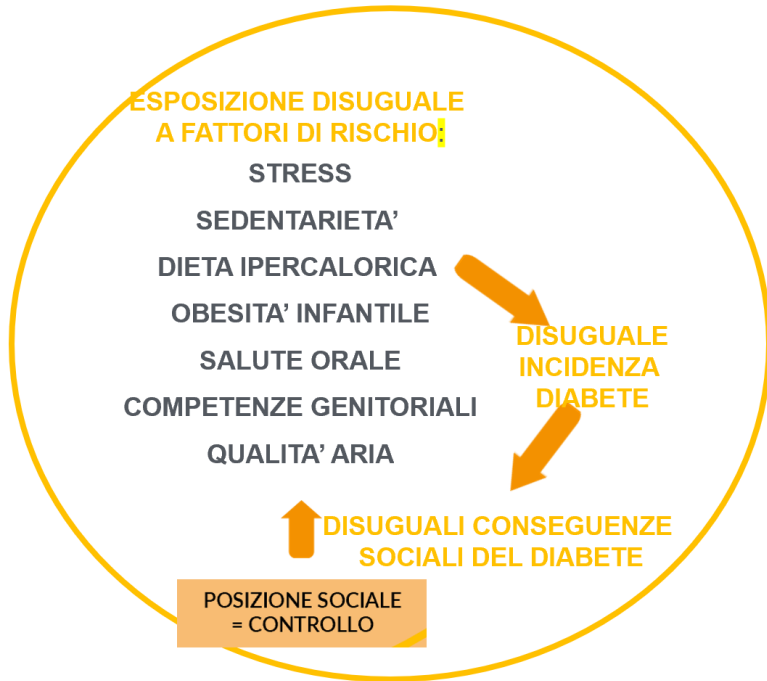 ESPOSIZIONE DISUGUALE
A FATTORI DI RISCHIO:
STRESS
SEDENTARIETA’
DIETA IPERCALORICA
OBESITA’ INFANTILE
SALUTE ORALE
COMPETENZE GENITORIALI
QUALITA’ ARIA
DISUGUALE
INCIDENZA
DIABETE
DISUGUALI CONSEGUENZE
SOCIALI DEL DIABETE
POSIZIONE SOCIALE
= CONTROLLO